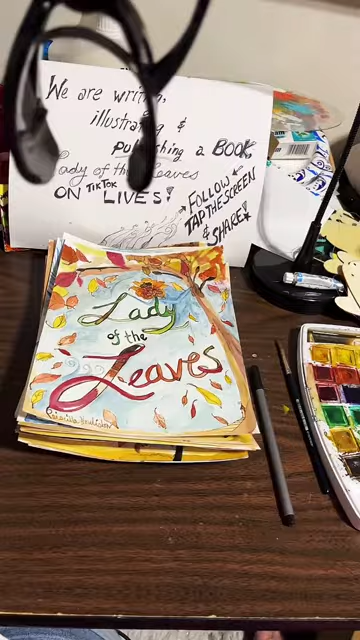 We are writing,
illustrating &
publishing a BOOK,
Lady of the Leaves
ON TikTok LIVES!
FOLLOW
TAP THE SCREEN
& SHARE!
Lady
of the
Leaves